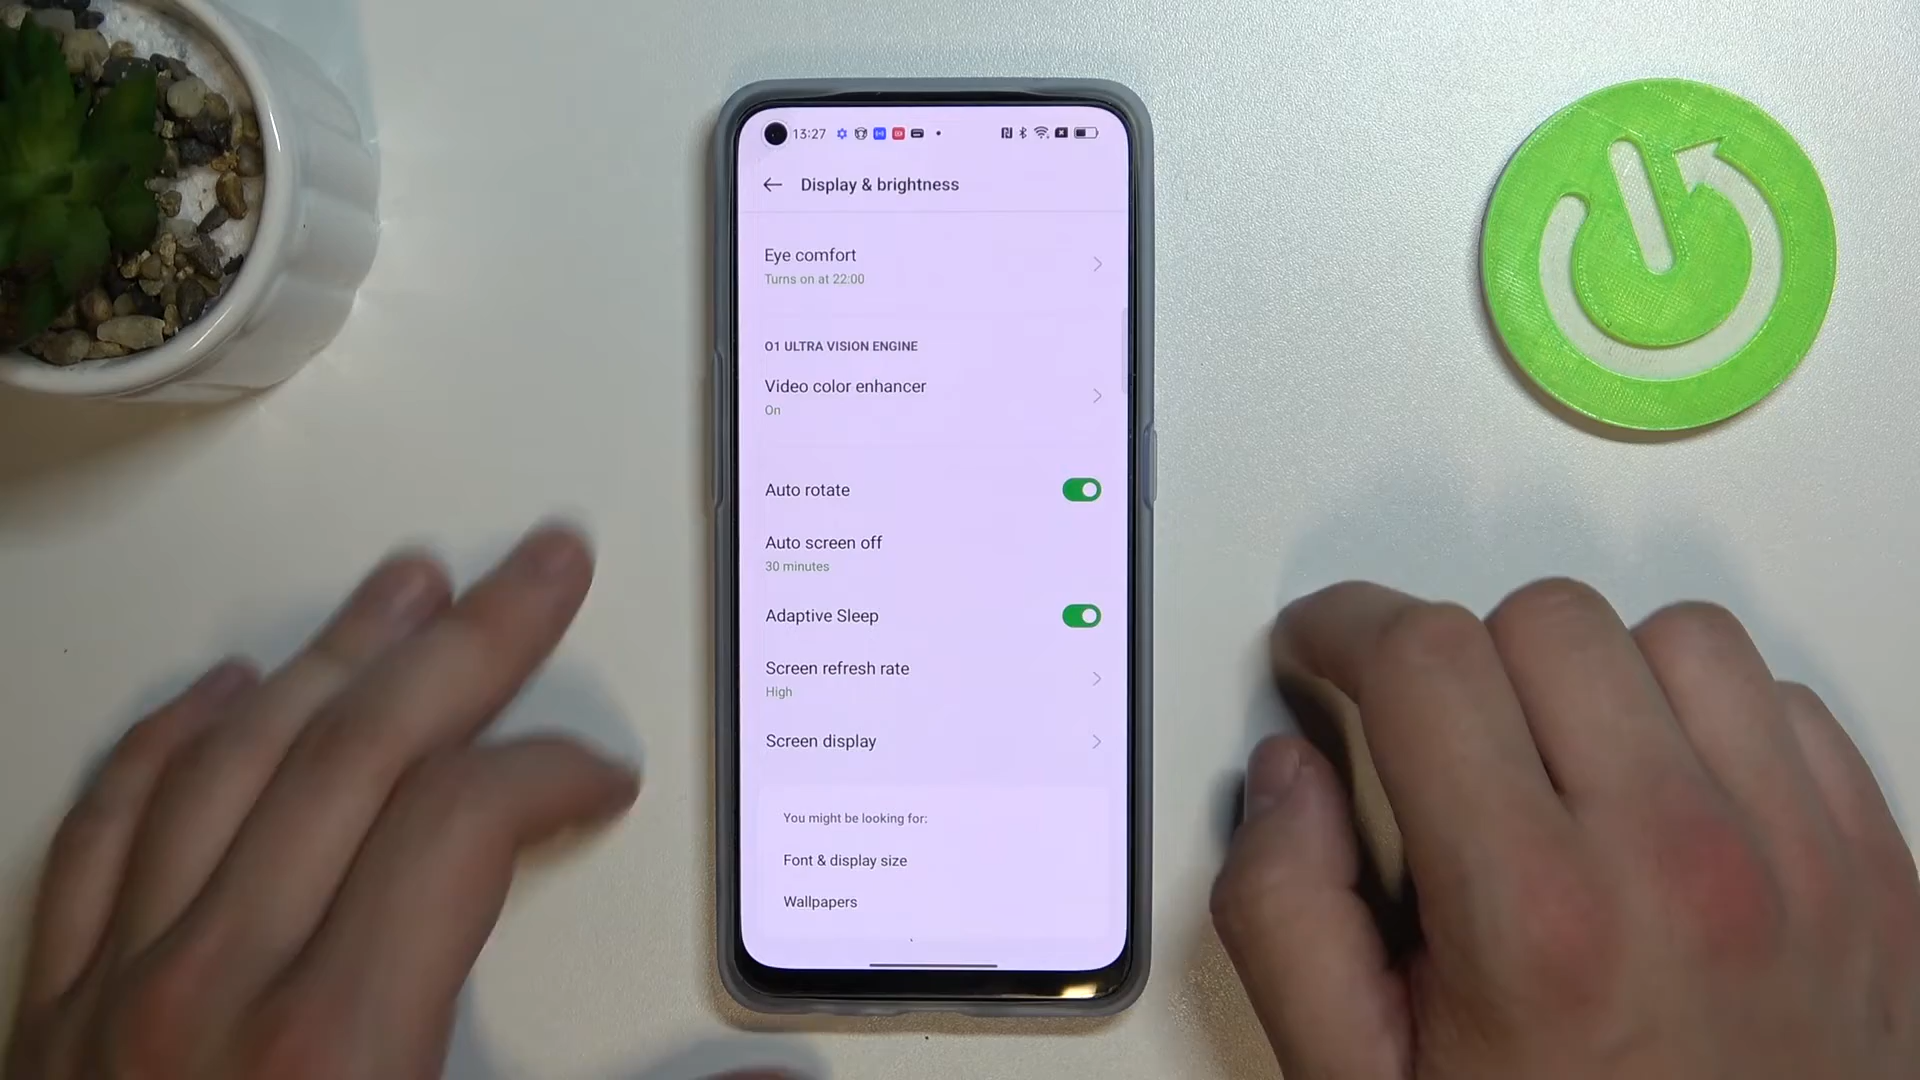 13:27
Display & brightness
Eye comfort
Turns on at 22:00
O1 ULTRA VISION ENGINE
Video color enhancer
On
Auto rotate
Auto screen off
30 minutes
Adaptive Sleep
Screen refresh rate
High
Screen display
You might be looking for:
Font & display size
Wallpapers